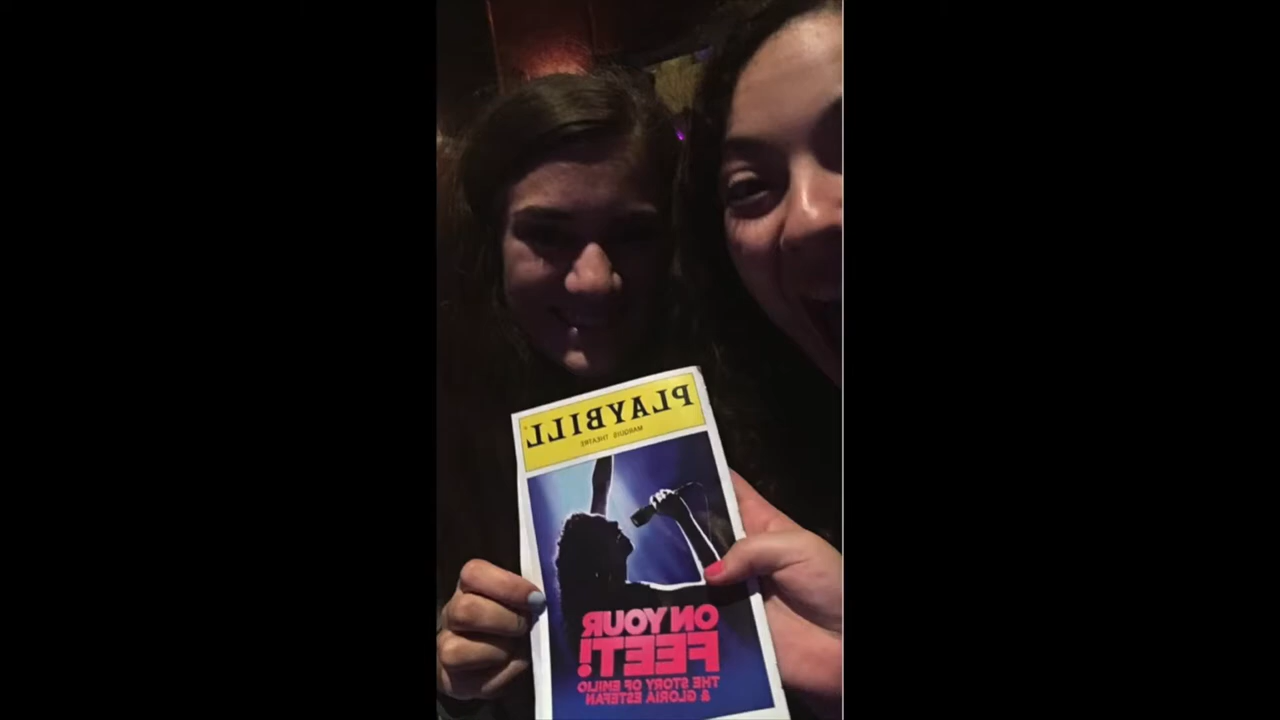 PLAYBILL
MARQUIS THEATRE
ON YOUR
FEET!
THE STORY OF EMILIO
& GLORIA ESTEFAN